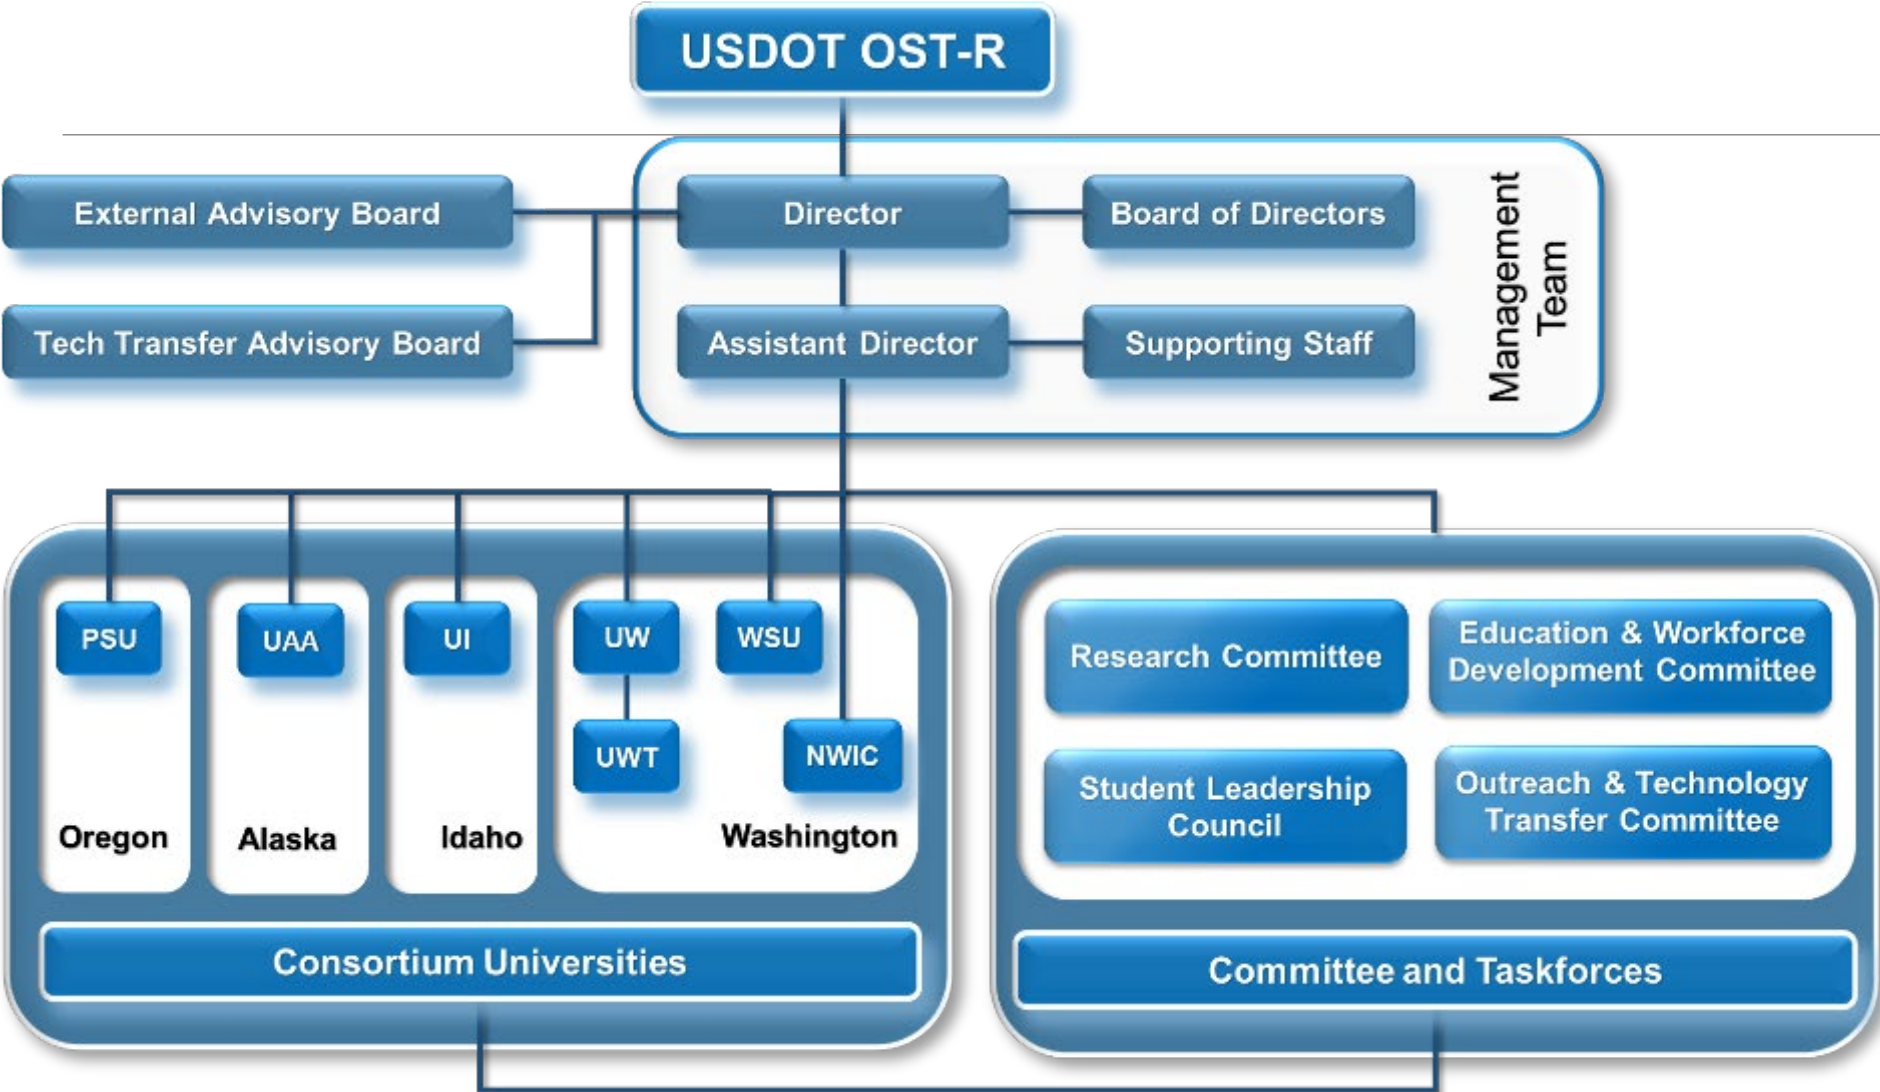 USDOT OST-R
External Advisory Board
Director
Board of Directors
Management
Team
Tech Transfer Advisory Board
Assistant Director
Supporting Staff
PSU
UAA
UI
UW
WSU
UWT
NWIC
Oregon
Alaska
Idaho
Washington
Consortium Universities
Research Committee
Education & Workforce
Development Committee
Student Leadership
Council
Outreach & Technology
Transfer Committee
Committee and Taskforces